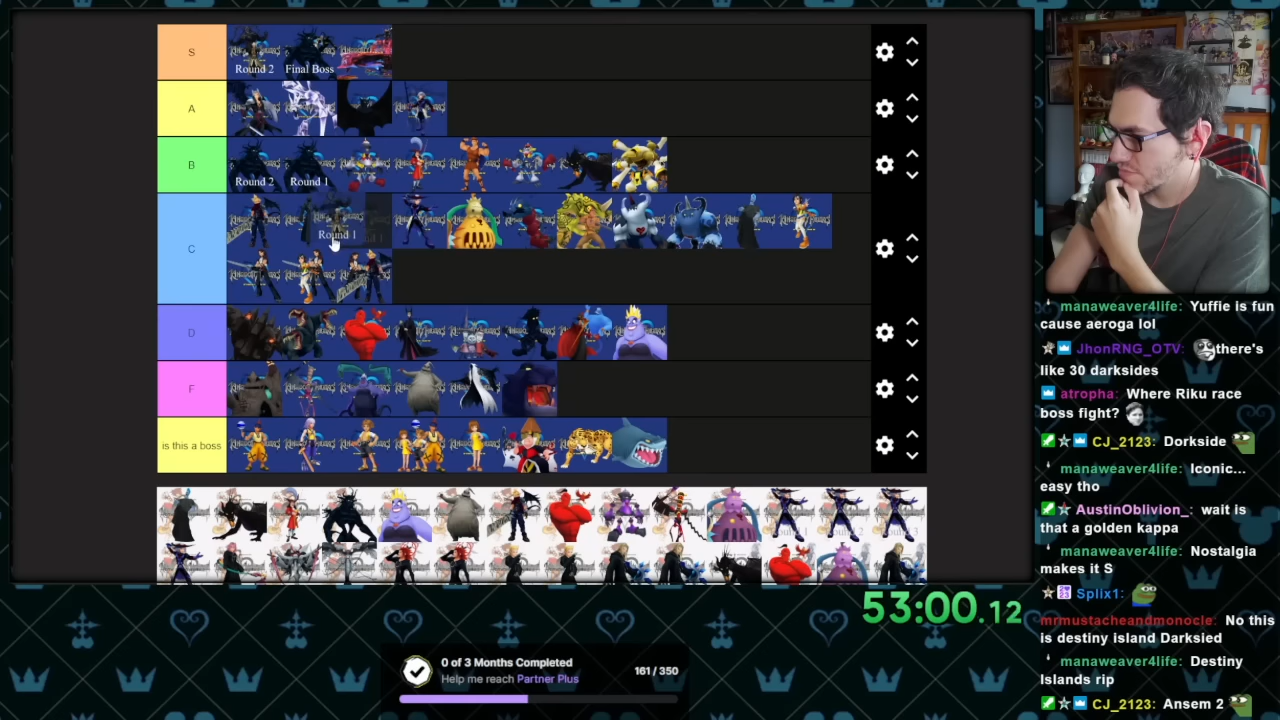 S
Round 2
Final Boss
A
B
Round 2
Round 1
C
Round 1
D
F
is this a boss
53:00.12
0 of 3 Months Completed
Help me reach Partner Plus
161 / 350
manaweaver4life: Yuffie is fun
cause aeroga lol
JhonRNG_OTV: there's
like 30 darksides
atropha: Where Riku race
boss fight?
CJ_2123: Dorkside
manaweaver4life: Iconic...
easy tho
AustinOblivion_: wait is
that a golden kappa
manaweaver4life: Nostalgia
makes it S
Splix1:
mrmustacheandmonocle: No this
is destiny island Darksied
manaweaver4life: Destiny
Islands rip
CJ_2123: Ansem 2